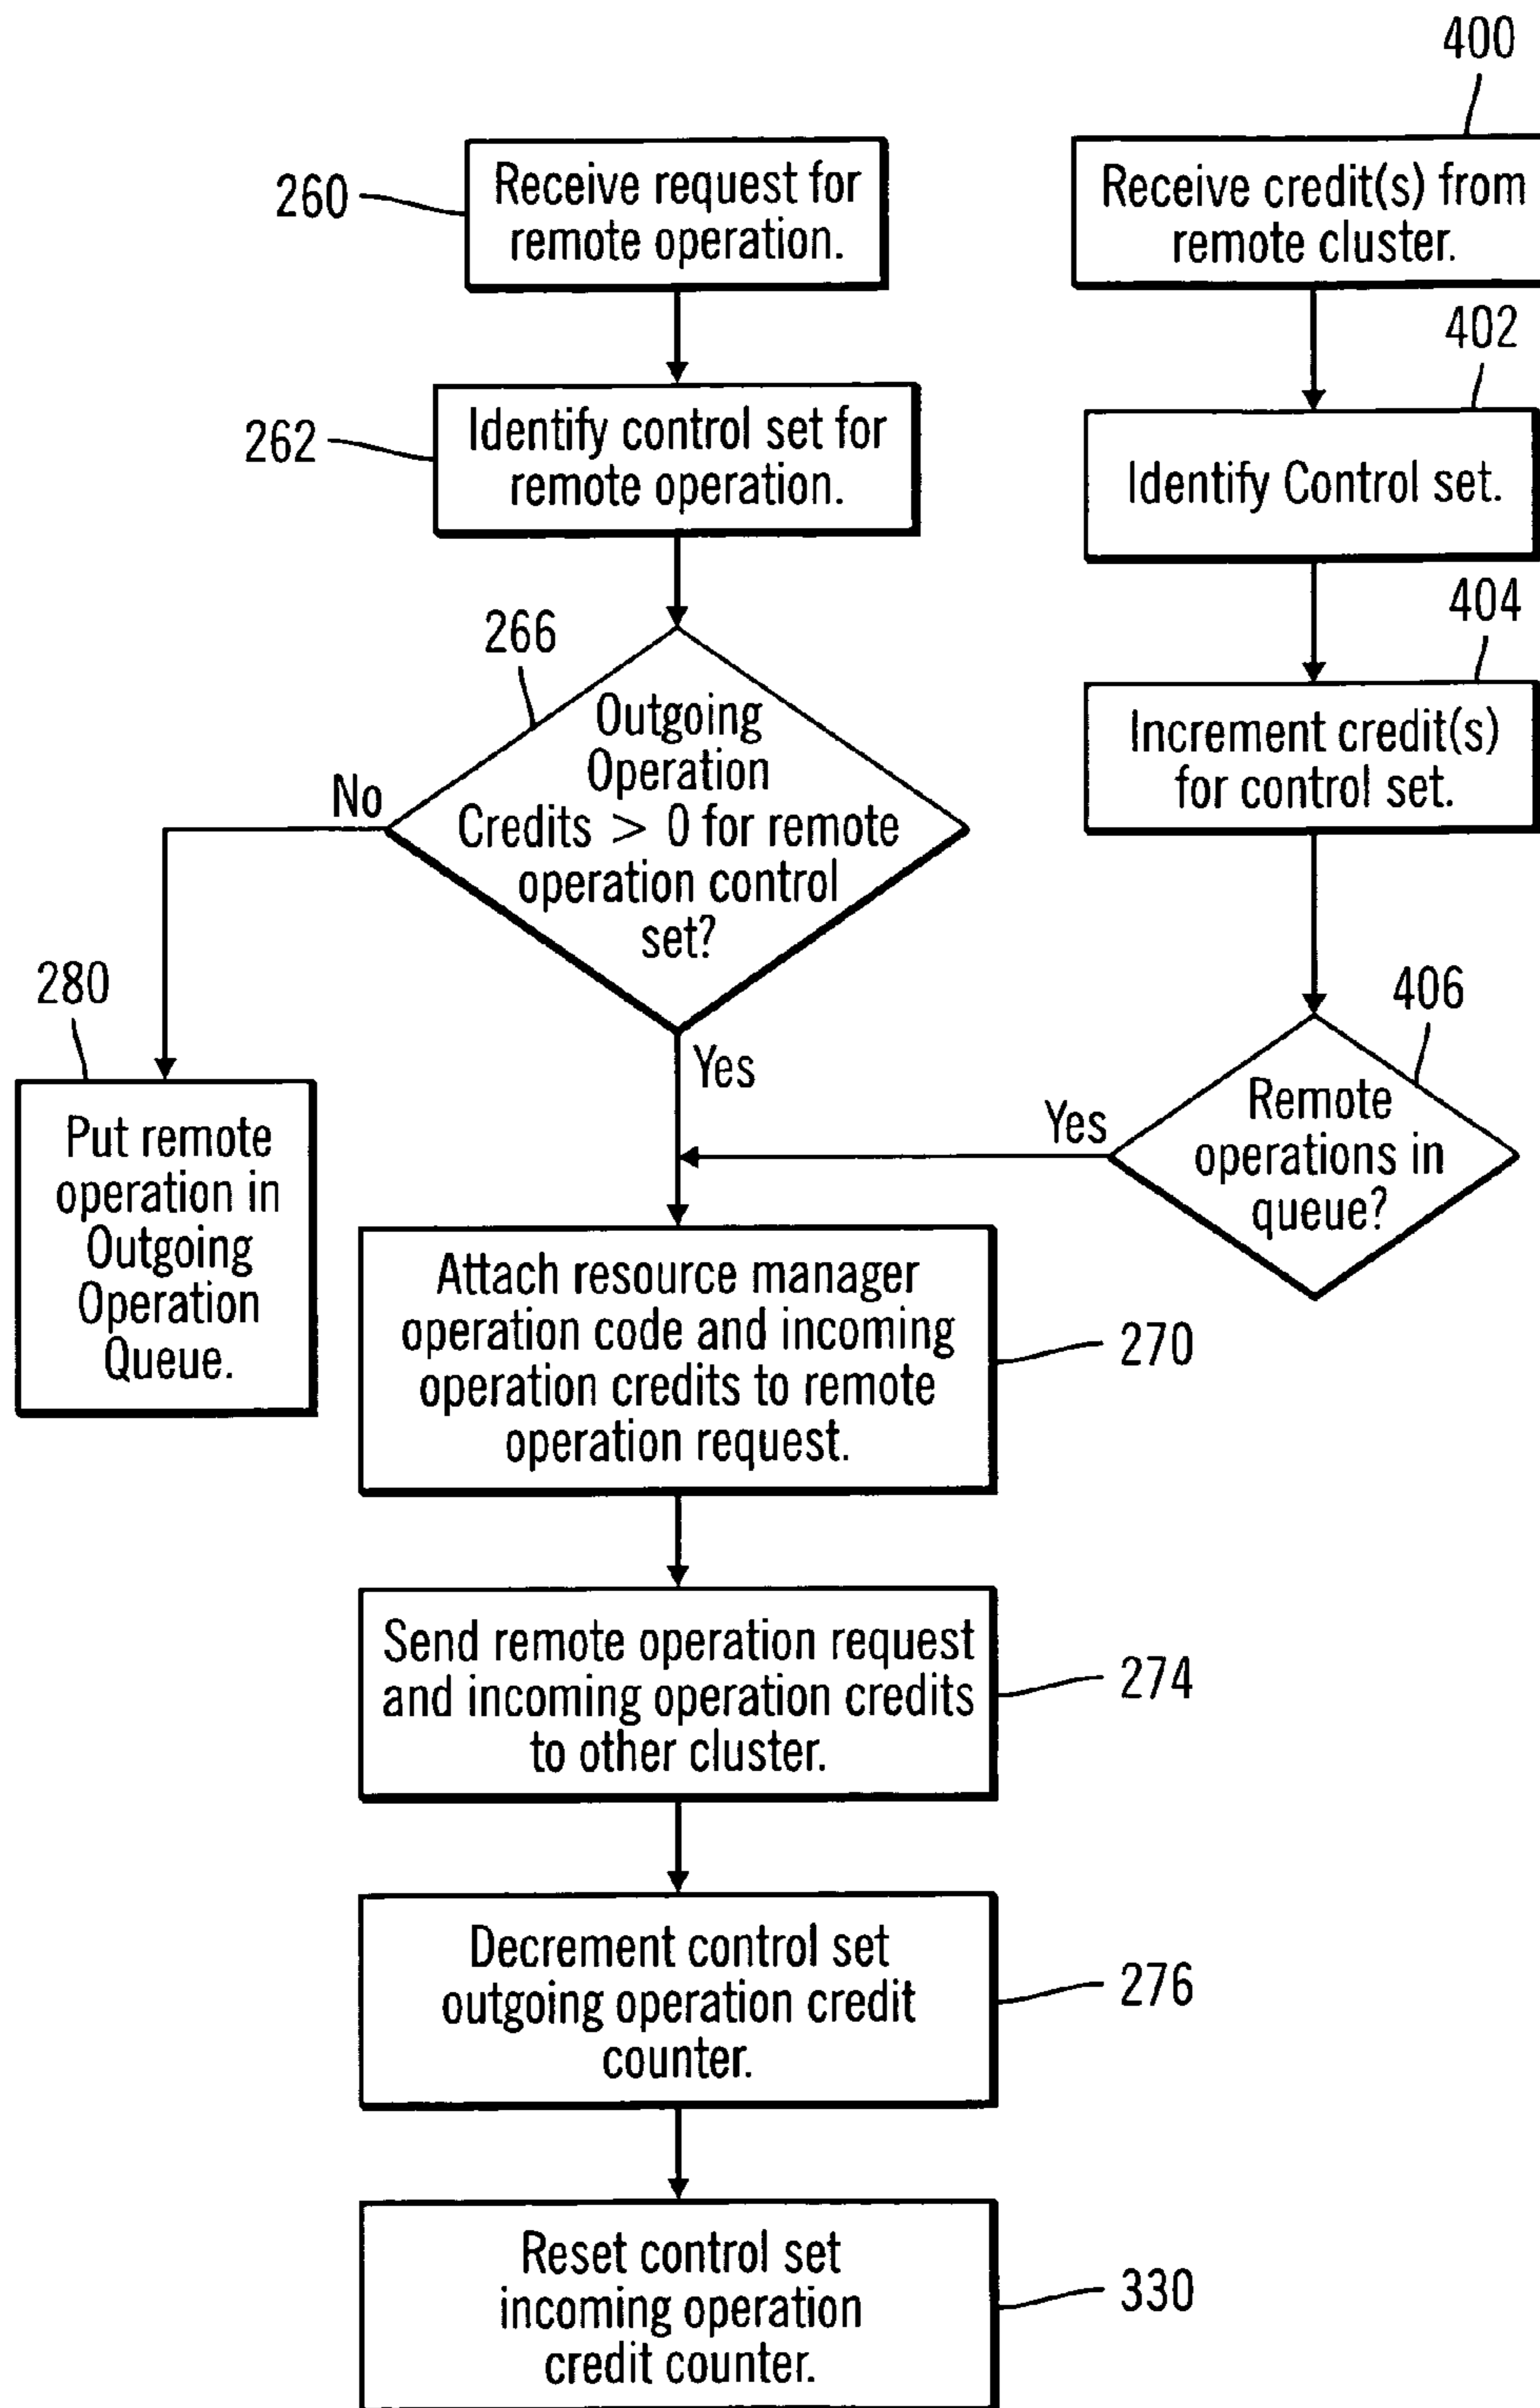 400
260
Receive request for
remote operation.
Receive credit(s) from
remote cluster.
402
262
Identify control set for
remote operation.
Identify Control set.
404
266
Outgoing
Operation
Credits > 0 for remote
operation control
set?
Increment credit(s)
for control set.
No
280
Put remote
operation in
Outgoing
Operation
Queue.
Yes
406
Remote
operations in
queue?
Yes
Attach resource manager
operation code and incoming
operation credits to remote
operation request.
270
Send remote operation request
and incoming operation credits
to other cluster.
274
Decrement control set
outgoing operation credit
counter.
276
Reset control set
incoming operation
credit counter.
330